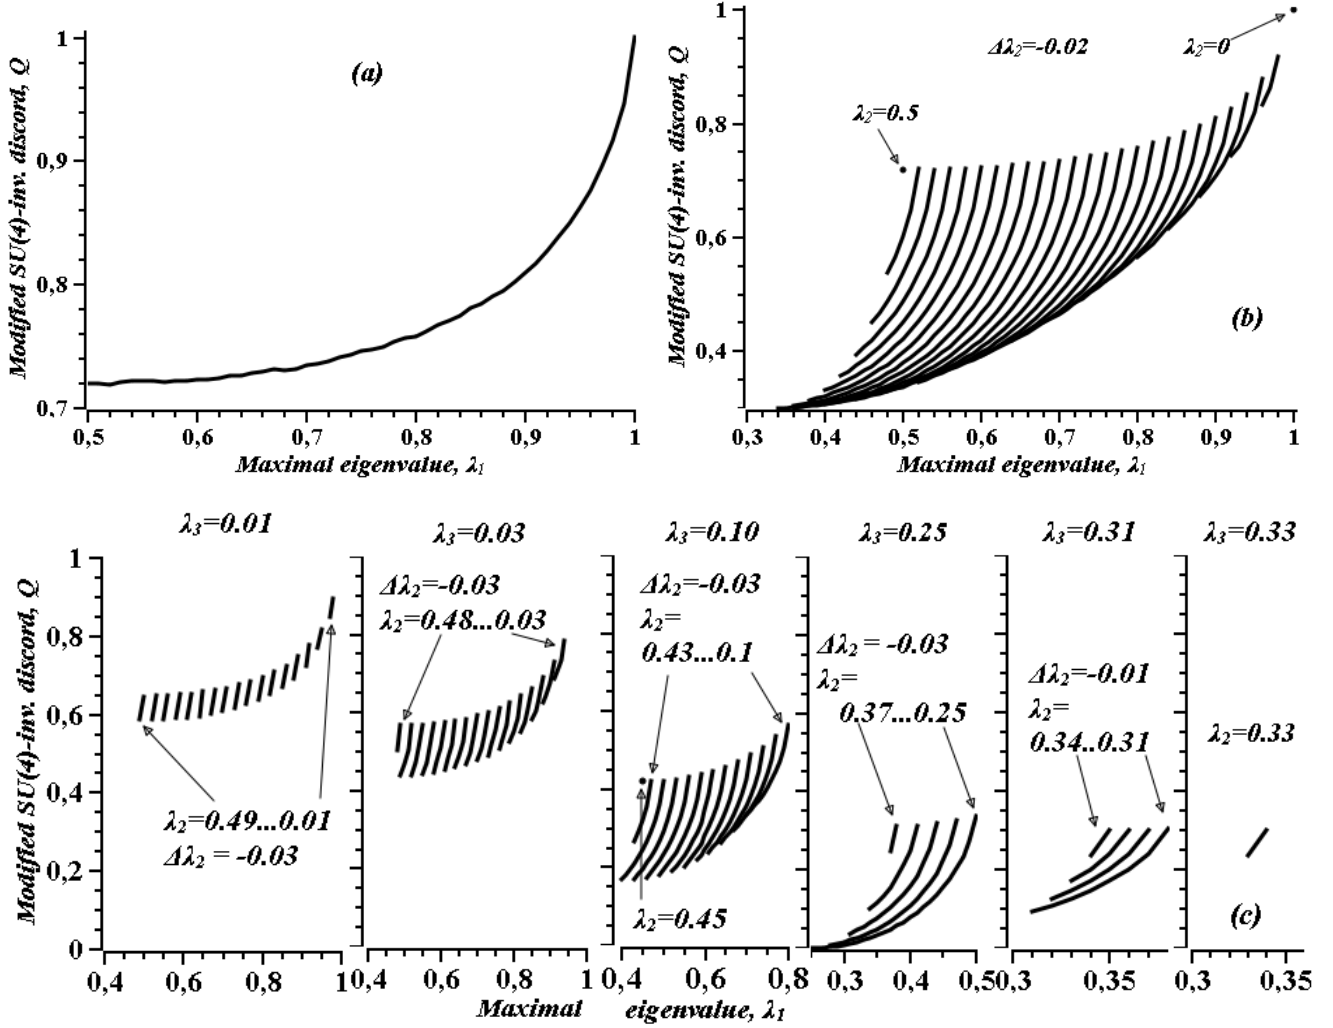 Modified SU(4)-inv. discord, Q
1
0,9
0,8
0.7
(a)
0,5 0,6 0,7 0,8 0,9 1
Maximal eigenvalue, λ1
Modified SU(4)-inv. discord, Q
1
0,8
0,6
0,4
Δλ2=-0.02
λ2=0
λ2=0.5
(b)
0,3 0,4 0,5 0,6 0,7 0,8 0,9 1
Maximal eigenvalue, λ1
Modified SU(4)-inv. discord, Q
1
0,8
0,6
0,4
0,2
0
λ3=0.01
λ2=0.49...0.01
Δλ2 = -0.03
0,4 0,6 0,8 1
λ3=0.03
Δλ2=-0.03
λ2=0.48...0.03
0,4 0,6 0,8 1
λ3=0.10
Δλ2=-0.03
λ2=
0.43...0.1
λ2=0.45
0,4 0,6 0,8
λ3=0.25
Δλ2 = -0.03
λ2=
0.37...0.25
0,3 0,4 0,5
λ3=0.31
Δλ2=-0.01
λ2=
0.34..0.31
0,3 0,35
λ3=0.33
λ2=0.33
(c)
0,3 0,35
Maximal eigenvalue, λ1